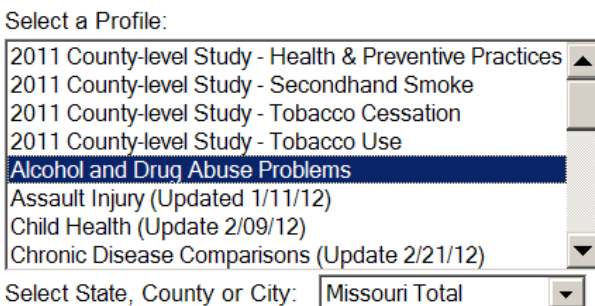 Select a Profile:
2011 County-level Study - Health & Preventive Practices
2011 County-level Study - Secondhand Smoke
2011 County-level Study - Tobacco Cessation
2011 County-level Study - Tobacco Use
Alcohol and Drug Abuse Problems
Assault Injury (Updated 1/11/12)
Child Health (Update 2/09/12)
Chronic Disease Comparisons (Update 2/21/12)
Select State, County or City: Missouri Total